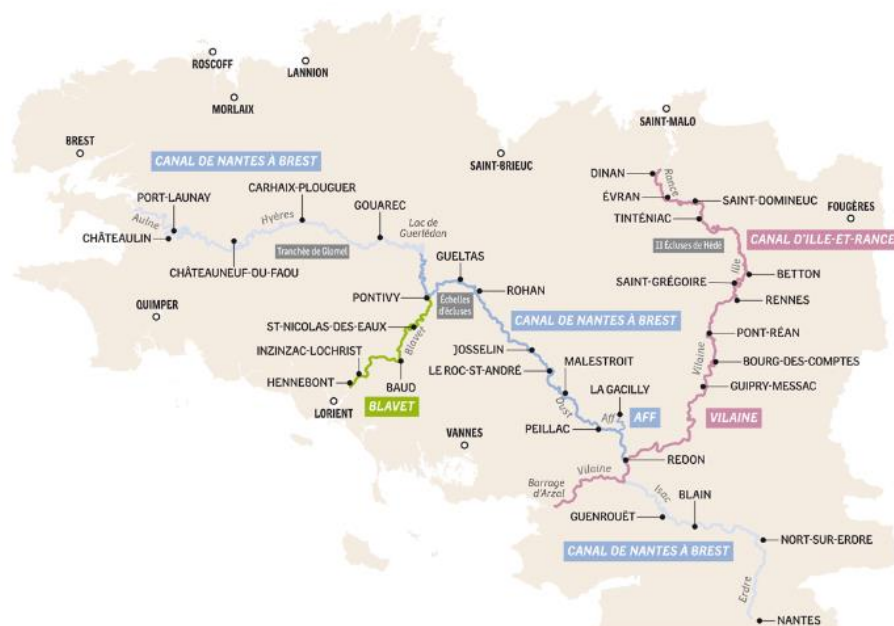 ROSCOFF
LANNION
MORLAIX
SAINT-MALO
BREST
CANAL DE NANTES À BREST
SAINT-BRIEUC
DINAN
Rance
PORT-LAUNAY
CARHAIX-PLOUGUER
ÉVRAN
SAINT-DOMINEUC
GOUAREC
TINTÉNIAC
FOUGÈRES
Aulne
Hyères
Lac de
Guerlédan
CANAL D'ILLE-ET-RANCE
CHÂTEAULIN
Tranchée de Glomel
11 Écluses de Hédé
GUELTAS
Ille
CHÂTEAUNEUF-DU-FAOU
SAINT-GRÉGOIRE
BETTON
ROHAN
PONTIVY
Échelles
d'écluses
RENNES
QUIMPER
CANAL DE NANTES À BREST
ST-NICOLAS-DES-EAUX
Blavet
PONT-RÉAN
INZINZAC-LOCHRIST
JOSSELIN
MALESTROIT
Vilaine
BOURG-DES-COMPTES
LE ROC-ST-ANDRÉ
HENNEBONT
BAUD
LA GACILLY
GUIPRY-MESSAC
LORIENT
BLAVET
Oust
Aff
AFF
VILAINE
PEILLAC
VANNES
REDON
Vilaine
Barrage
d'Arzal
Isac
BLAIN
GUENROUËT
NORT-SUR-ERDRE
CANAL DE NANTES À BREST
Erdre
NANTES